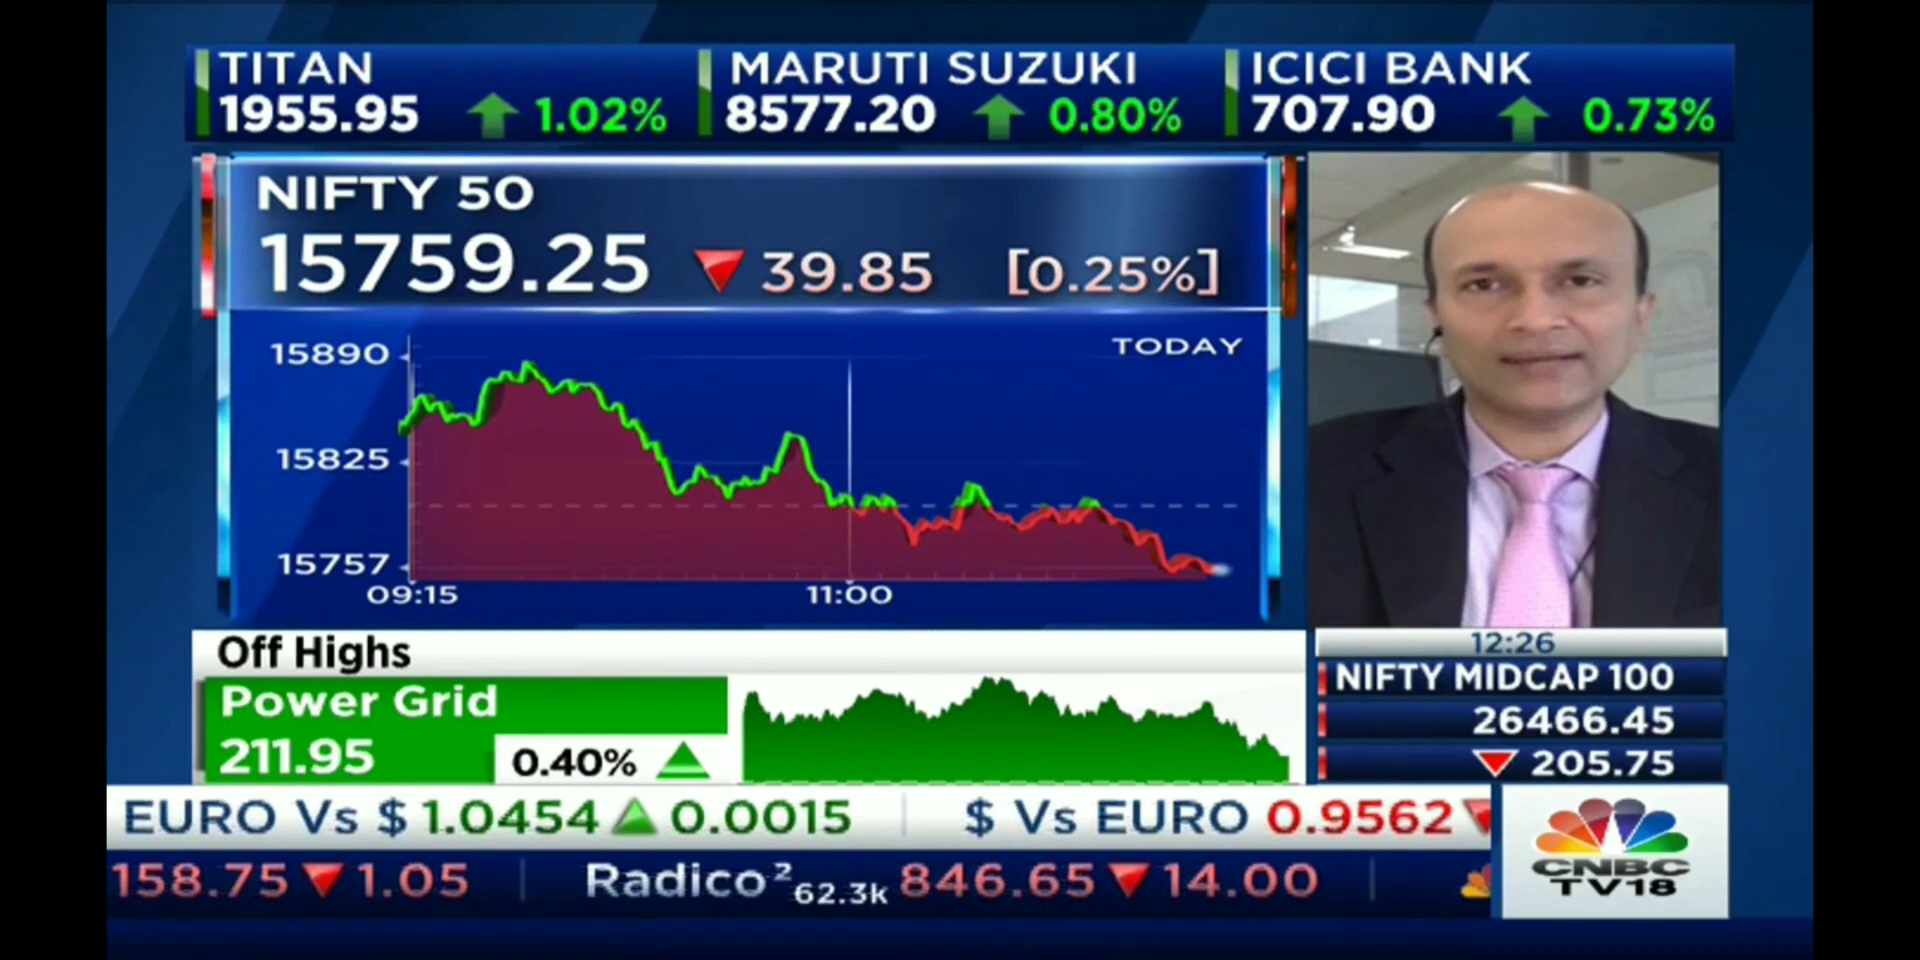 TITAN
1955.95 1.02%
MARUTI SUZUKI
8577.20 0.80%
ICICI BANK
707.90 0.73%
NIFTY 50
15759.25 39.85 [0.25%]
TODAY
15890
15825
15757
09:15 11:00
Off Highs
Power Grid
211.95 0.40%
12:26
NIFTY MIDCAP 100
26466.45
205.75
EURO Vs $ 1.0454 0.0015 $ Vs EURO 0.9562
158.75 1.05 Radico ² 62.3k 846.65 14.00
CNBC
TV18